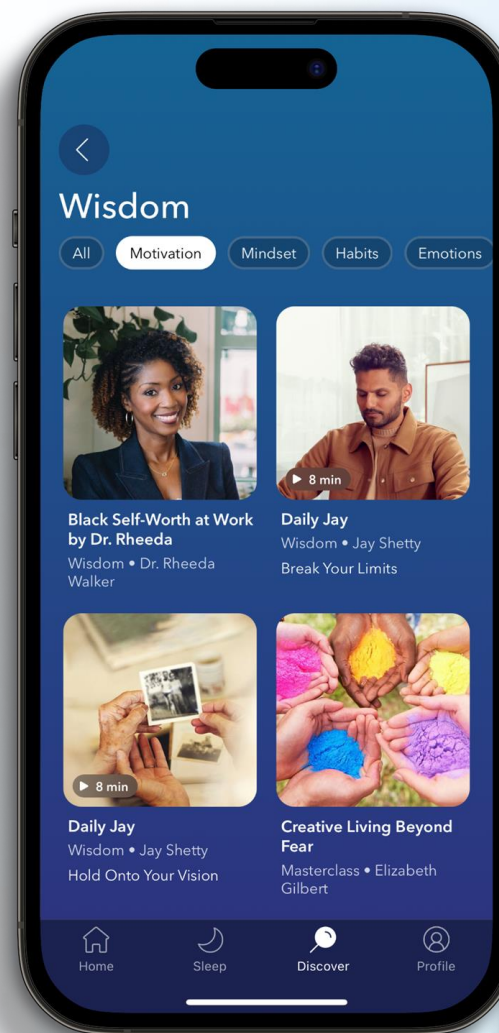 Wisdom
All Motivation Mindset Habits Emotions
8 min
Black Self-Worth at Work
by Dr. Rheeda
Wisdom • Dr. Rheeda
Walker
Daily Jay
Wisdom • Jay Shetty
Break Your Limits
8 min
Daily Jay
Wisdom • Jay Shetty
Hold Onto Your Vision
Creative Living Beyond
Fear
Masterclass • Elizabeth
Gilbert
Home Sleep Discover Profile